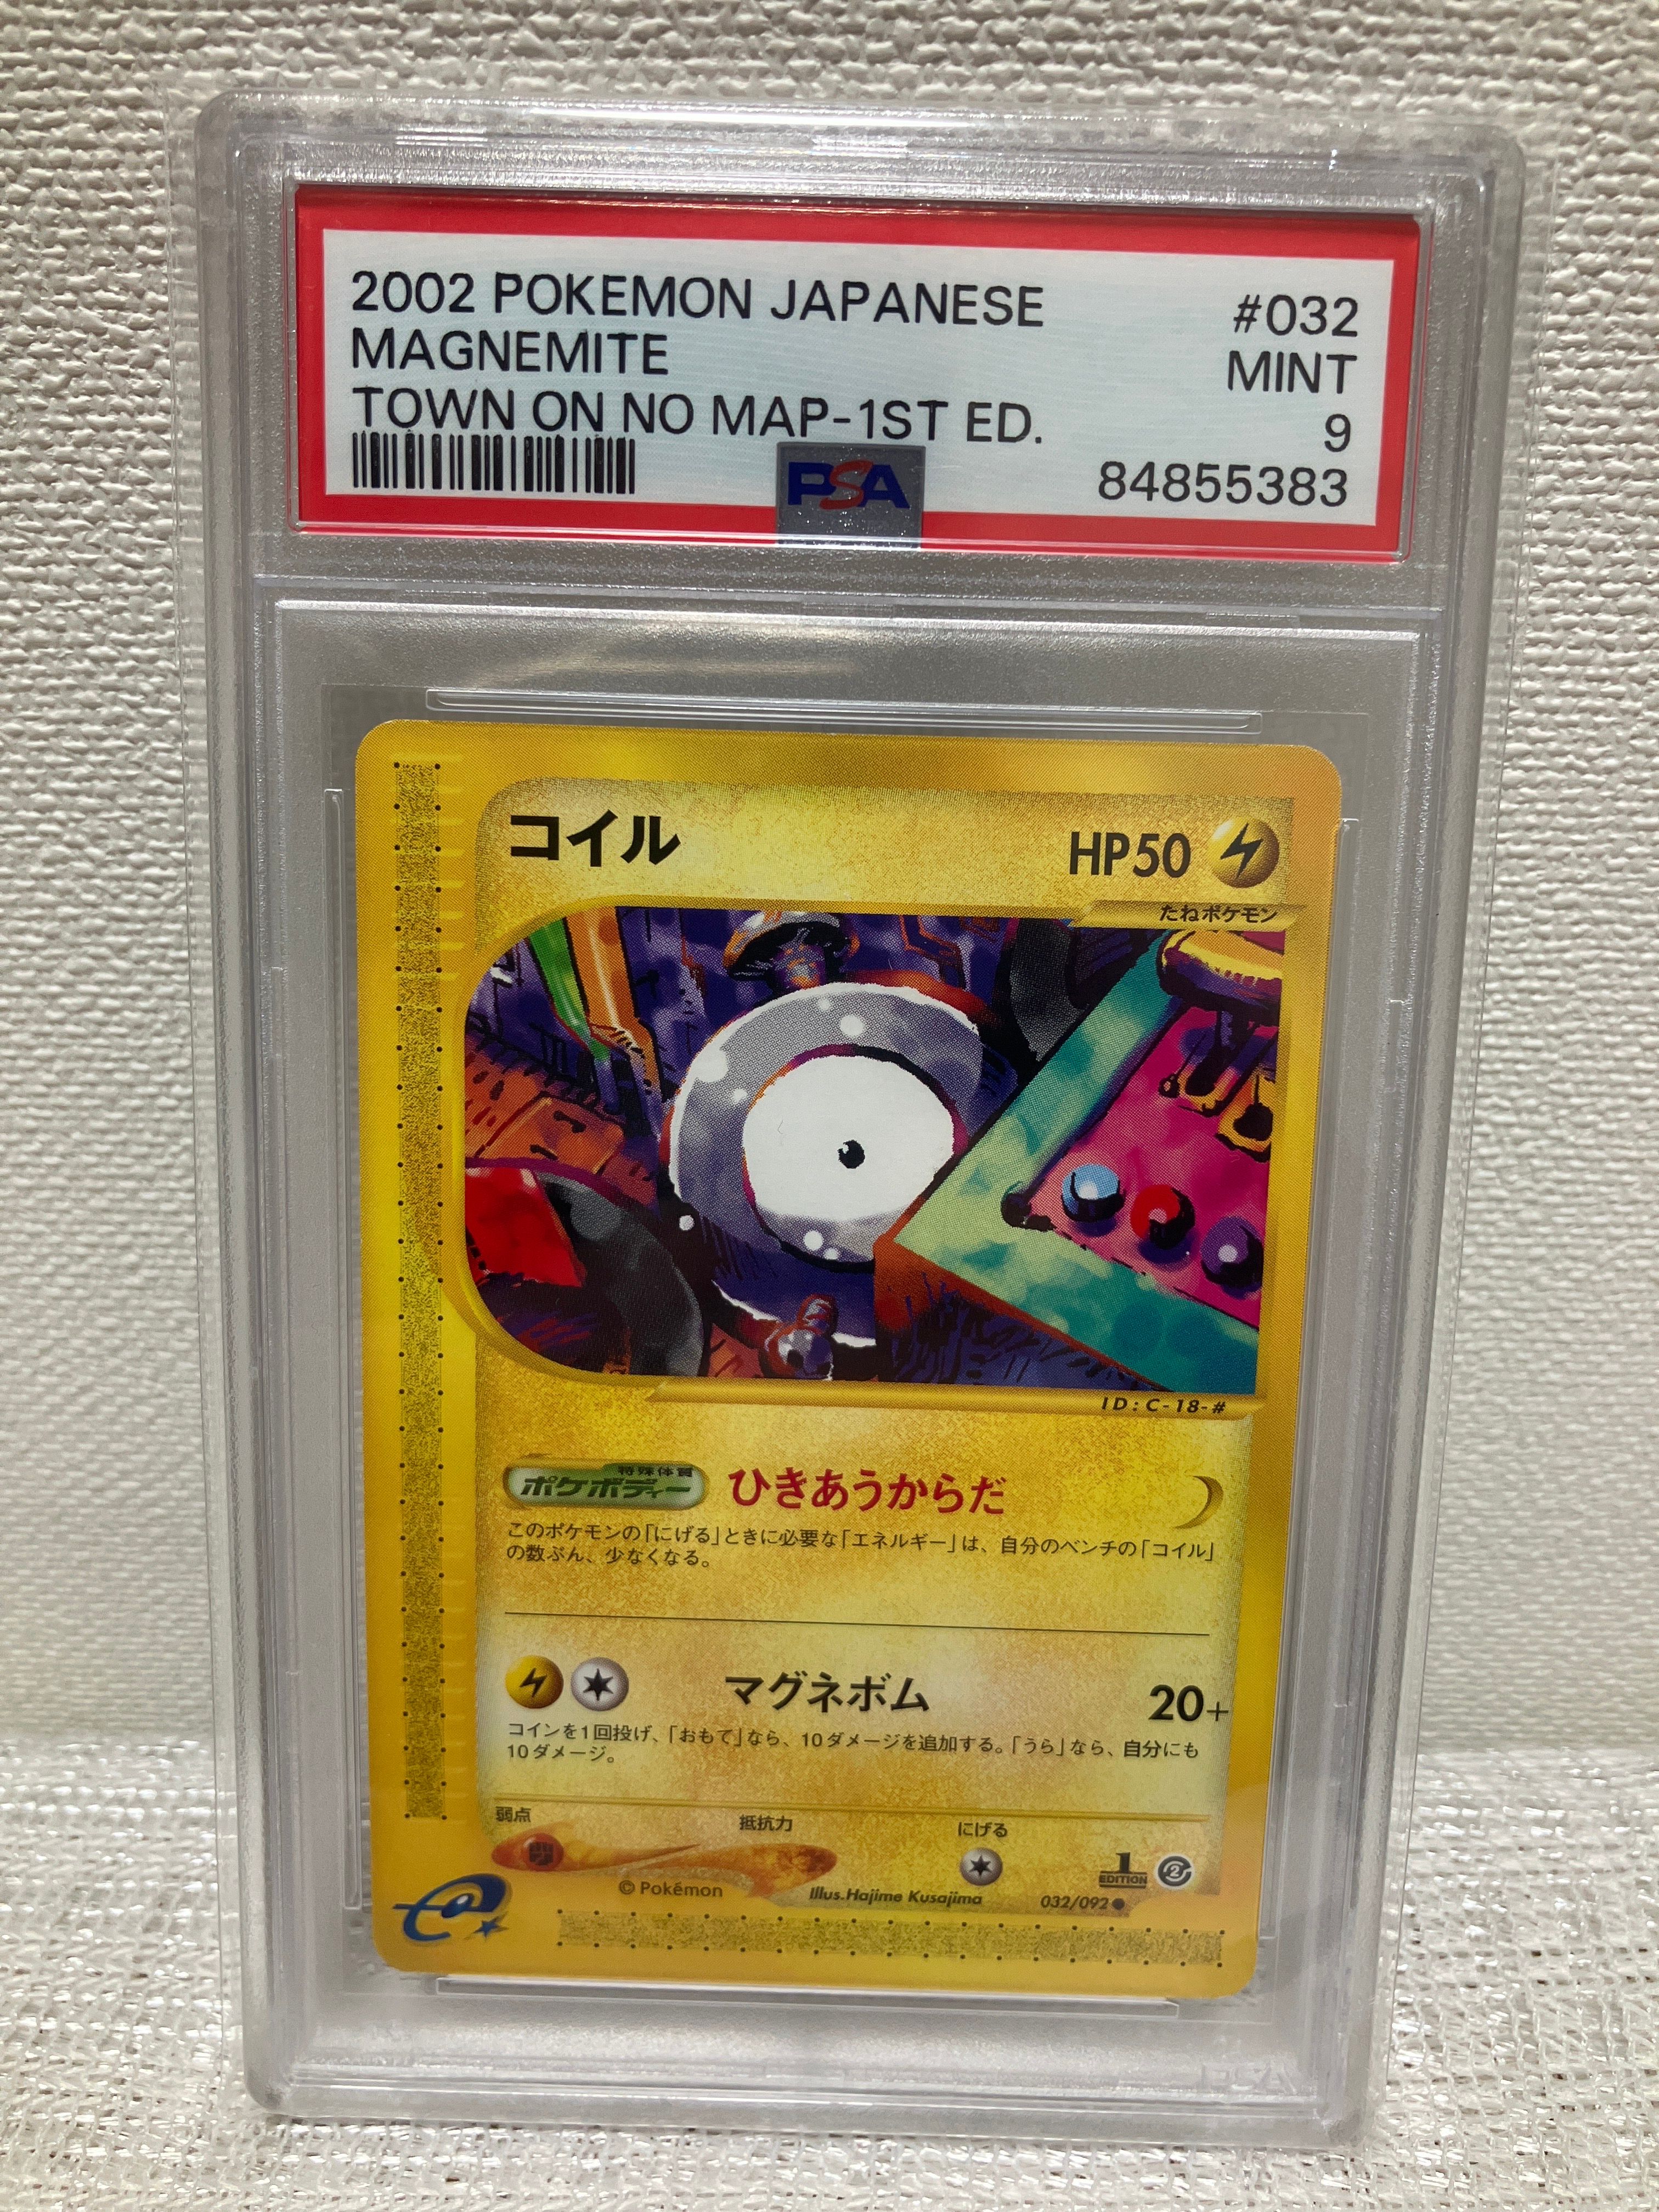 2002 POKEMON JAPANESE #032
MAGNEMITE MINT
TOWN ON NO MAP-1ST ED. 9
PSA 84855383
コイル HP50
たねポケモン
ID:C-18-#
特殊体質
ポケボディー ひきあうからだ
このポケモンの「にげる」ときに必要な「エネルギー」は、自分のベンチの「コイル」
の数ぶん、少なくなる。
マグネボム 20+
コインを1回投げ、「おもて」なら、10ダメージを追加する。「うら」なら、自分にも
10ダメージ。
弱点 抵抗力 にげる
闘
1 EDITION 2
©Pokémon Illus.Hajime Kusajima 032/092●
e